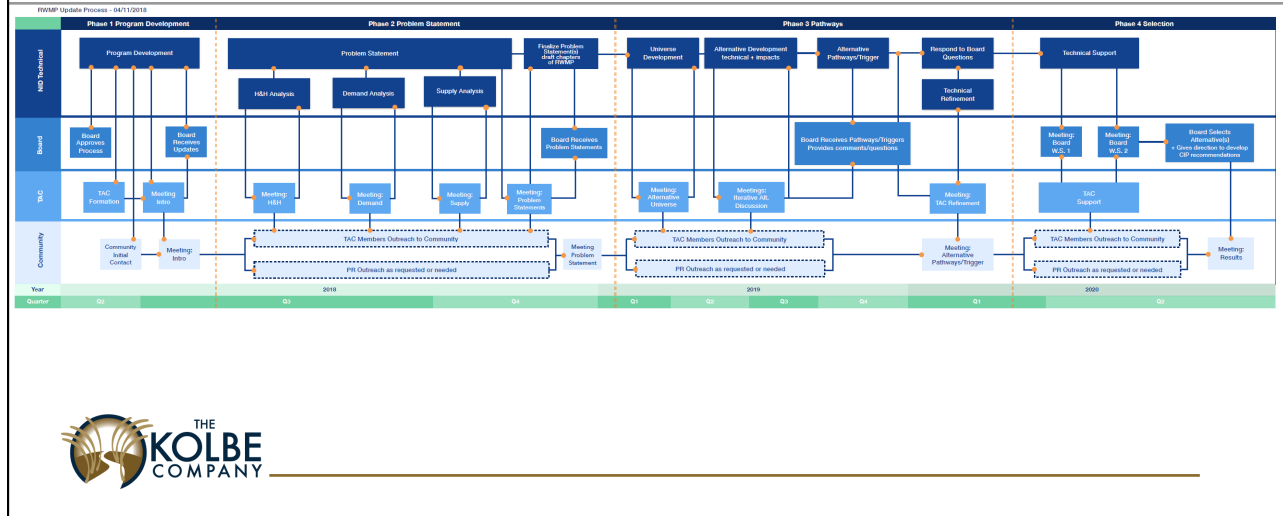 RWMP Update Process - 04/11/2018
Phase 1 Program Development
Phase 2 Problem Statement
Phase 3 Pathways
Phase 4 Selection
NID Technical
Program Development
Problem Statement
Finalize Problem
Statement(s)
draft chapters
of RWMP
Universe
Development
Alternative Development
technical + impacts
Alternative
Pathways/Trigger
Respond to Board
Questions
Technical Support
H&H Analysis
Demand Analysis
Supply Analysis
Technical
Refinement
Board
Board
Approves
Process
Board
Receives
Updates
Board Receives
Problem Statements
Board Receives Pathways/Triggers
Provides comments/questions
Meeting:
Board
W.S. 1
Meeting:
Board
W.S. 2
Board Selects
Alternative(s)
+ Gives direction to develop
CIP recommendations
TAC
TAC
Formation
Meeting
Intro
Meeting:
H&H
Meeting:
Demand
Meeting:
Supply
Meeting:
Problem
Statements
Meeting:
Alternative
Universe
Meetings:
Iterative Alt.
Discussion
Meeting:
TAC Refinement
TAC
Support
Community
Community
Initial
Contact
Meeting:
Intro
TAC Members Outreach to Community
PR Outreach as requested or needed
Meeting
Problem
Statement
TAC Members Outreach to Community
PR Outreach as requested or needed
Meeting:
Alternative
Pathways/Trigger
TAC Members Outreach to Community
PR Outreach as requested or needed
Meeting:
Results
Year
2018
2019
2020
Quarter
Q2
Q3
Q4
Q1
Q2
Q3
Q4
Q1
Q2
THE
KOLBE
COMPANY